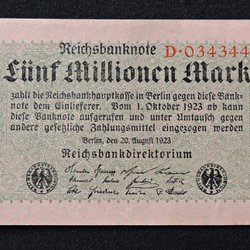 Reichsbanknote D·034344
Fünf Millionen Mark
zahlt die Reichsbankhauptkasse in Berlin gegen diese Bank-
note dem Einlieferer. Vom 1. Oktober 1923 ab kann
diese Banknote aufgerufen und unter Umtausch gegen
andere gesetzliche Zahlungsmittel eingezogen werden
Berlin, den 20. August 1923
Reichsbankdirektorium